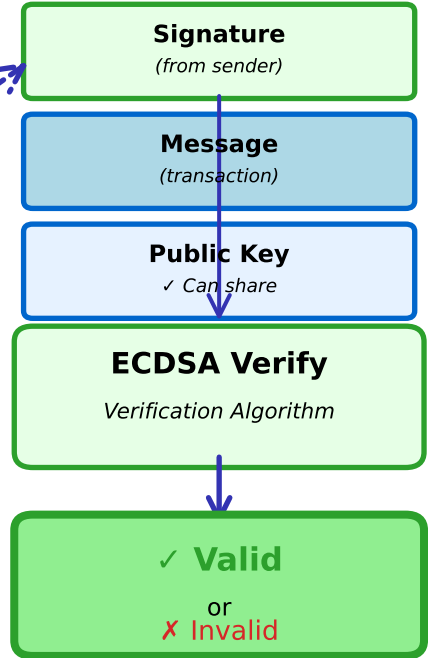 Signature
(from sender)
Message
(transaction)
Public Key
✓ Can share
ECDSA Verify
Verification Algorithm
✓ Valid
or
✗ Invalid